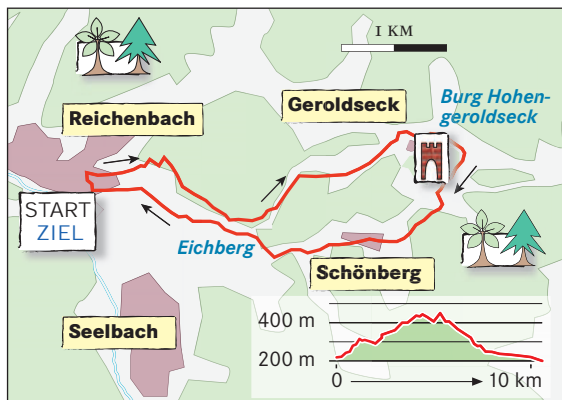 1 KM
Reichenbach
Geroldseck
Burg Hohen-
geroldseck
START
ZIEL
Eichberg
Schönberg
Seelbach
400 m
200 m
0
10 km